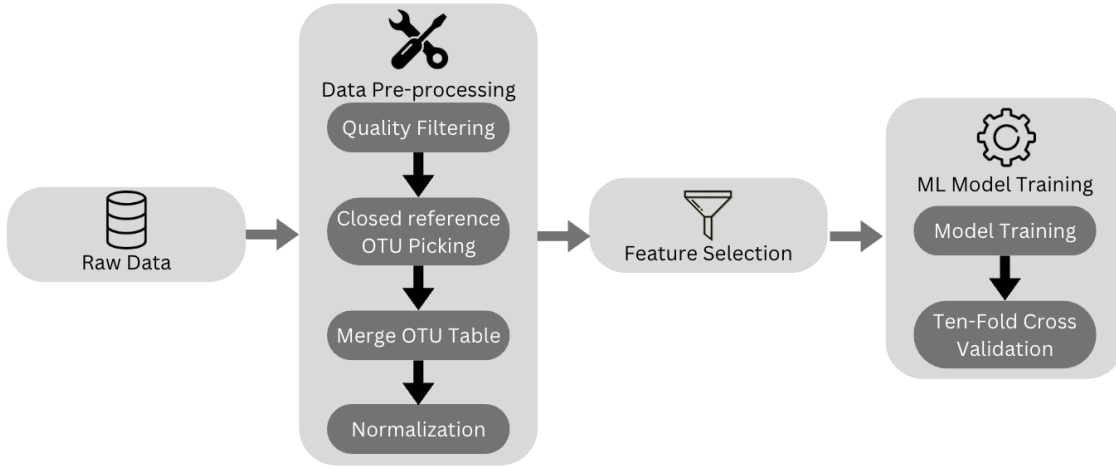 Raw Data
Data Pre-processing
Quality Filtering
Closed reference
OTU Picking
Merge OTU Table
Normalization
Feature Selection
ML Model Training
Model Training
Ten-Fold Cross
Validation